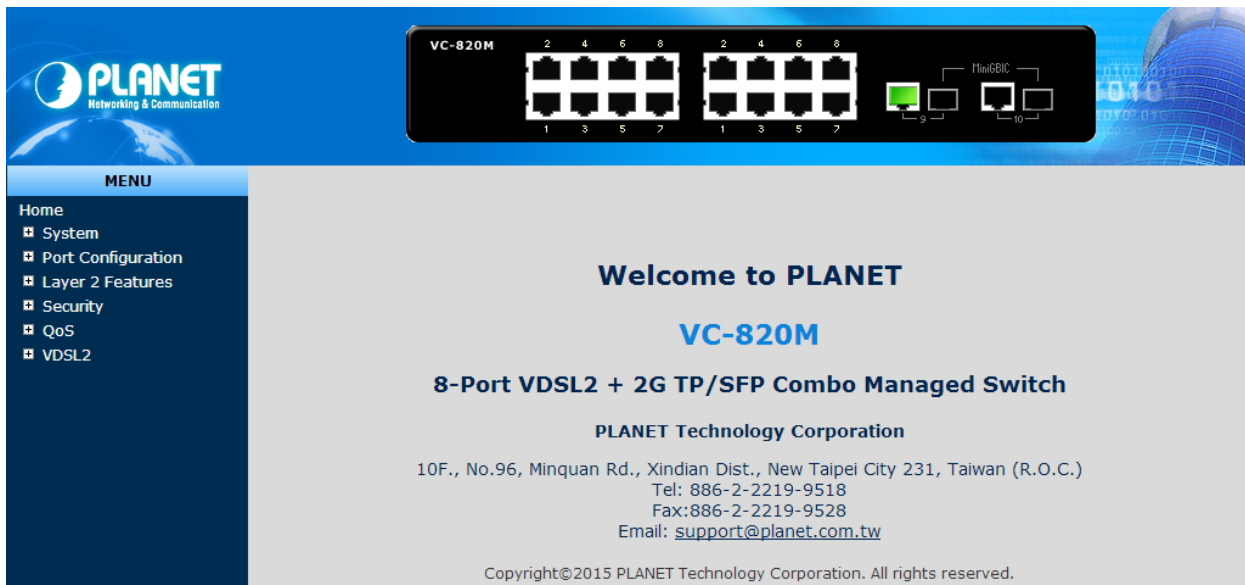 PLANET
Networking & Communication
VC-820M
2 4 6 8 2 4 6 8
MiniGBIC
1 3 5 7 1 3 5 7
9 10
MENU
Home
System
Port Configuration
Layer 2 Features
Security
QoS
VDSL2
Welcome to PLANET
VC-820M
8-Port VDSL2 + 2G TP/SFP Combo Managed Switch
PLANET Technology Corporation
10F., No.96, Minquan Rd., Xindian Dist., New Taipei City 231, Taiwan (R.O.C.)
Tel: 886-2-2219-9518
Fax:886-2-2219-9528
Email: support@planet.com.tw
Copyright©2015 PLANET Technology Corporation. All rights reserved.